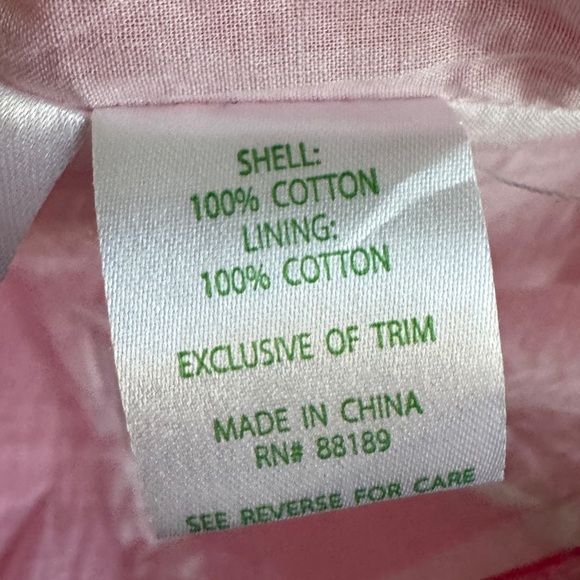 SHELL:
100% COTTON
LINING:
100% COTTON
EXCLUSIVE OF TRIM
MADE IN CHINA
RN# 88189
SEE REVERSE FOR CARE